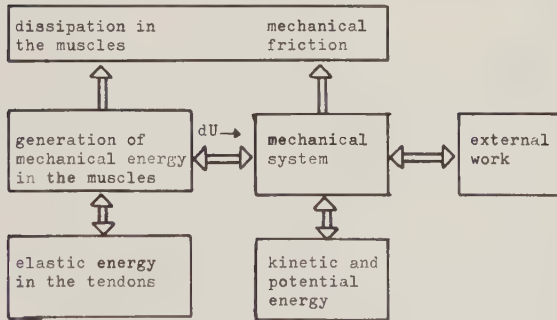 dissipation in
the muscles
mechanical
friction
dU→
generation of
mechanical energy
in the muscles
mechanical
system
external
work
elastic energy
in the tendons
kinetic and
potential
energy